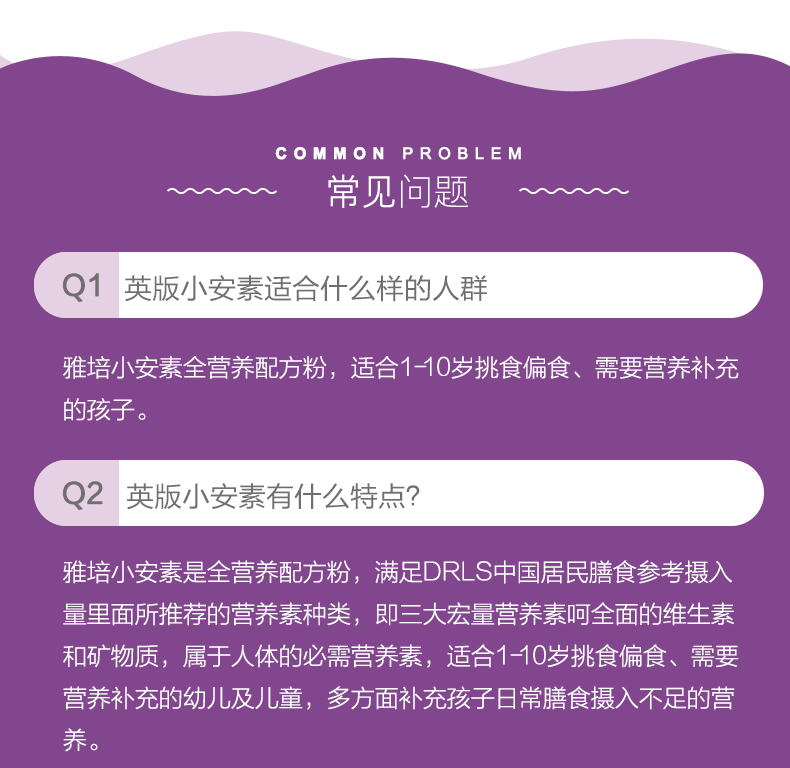 COMMON PROBLEM
常见问题
Q1 英版小安素适合什么样的人群
雅培小安素全营养配方粉，适合1-10岁挑食偏食、需要营养补充
的孩子。
Q2 英版小安素有什么特点?
雅培小安素是全营养配方粉，满足DRLS中国居民膳食参考摄入
量里面所推荐的营养素种类，即三大宏量营养素呵全面的维生素
和矿物质，属于人体的必需营养素，适合1-10岁挑食偏食、需要
营养补充的幼儿及儿童，多方面补充孩子日常膳食摄入不足的营
养。